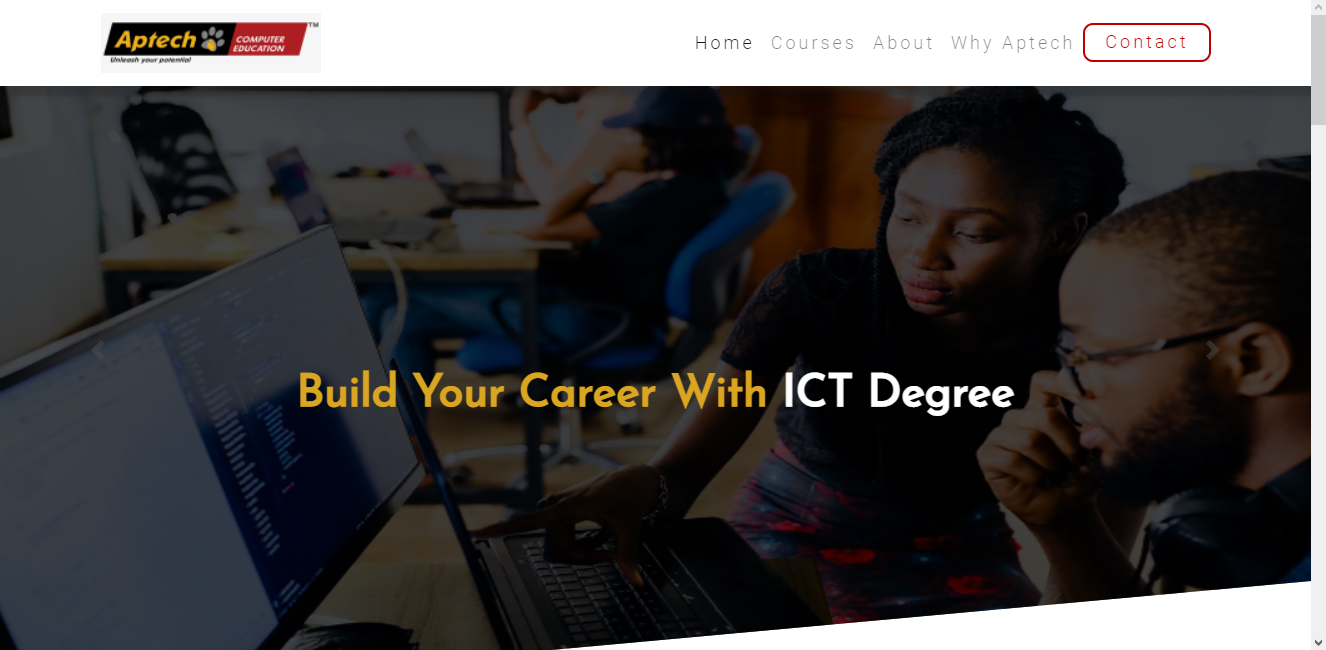 Aptech COMPUTER EDUCATION TM
Unleash your potential
Home Courses About Why Aptech Contact
Build Your Career With ICT Degree